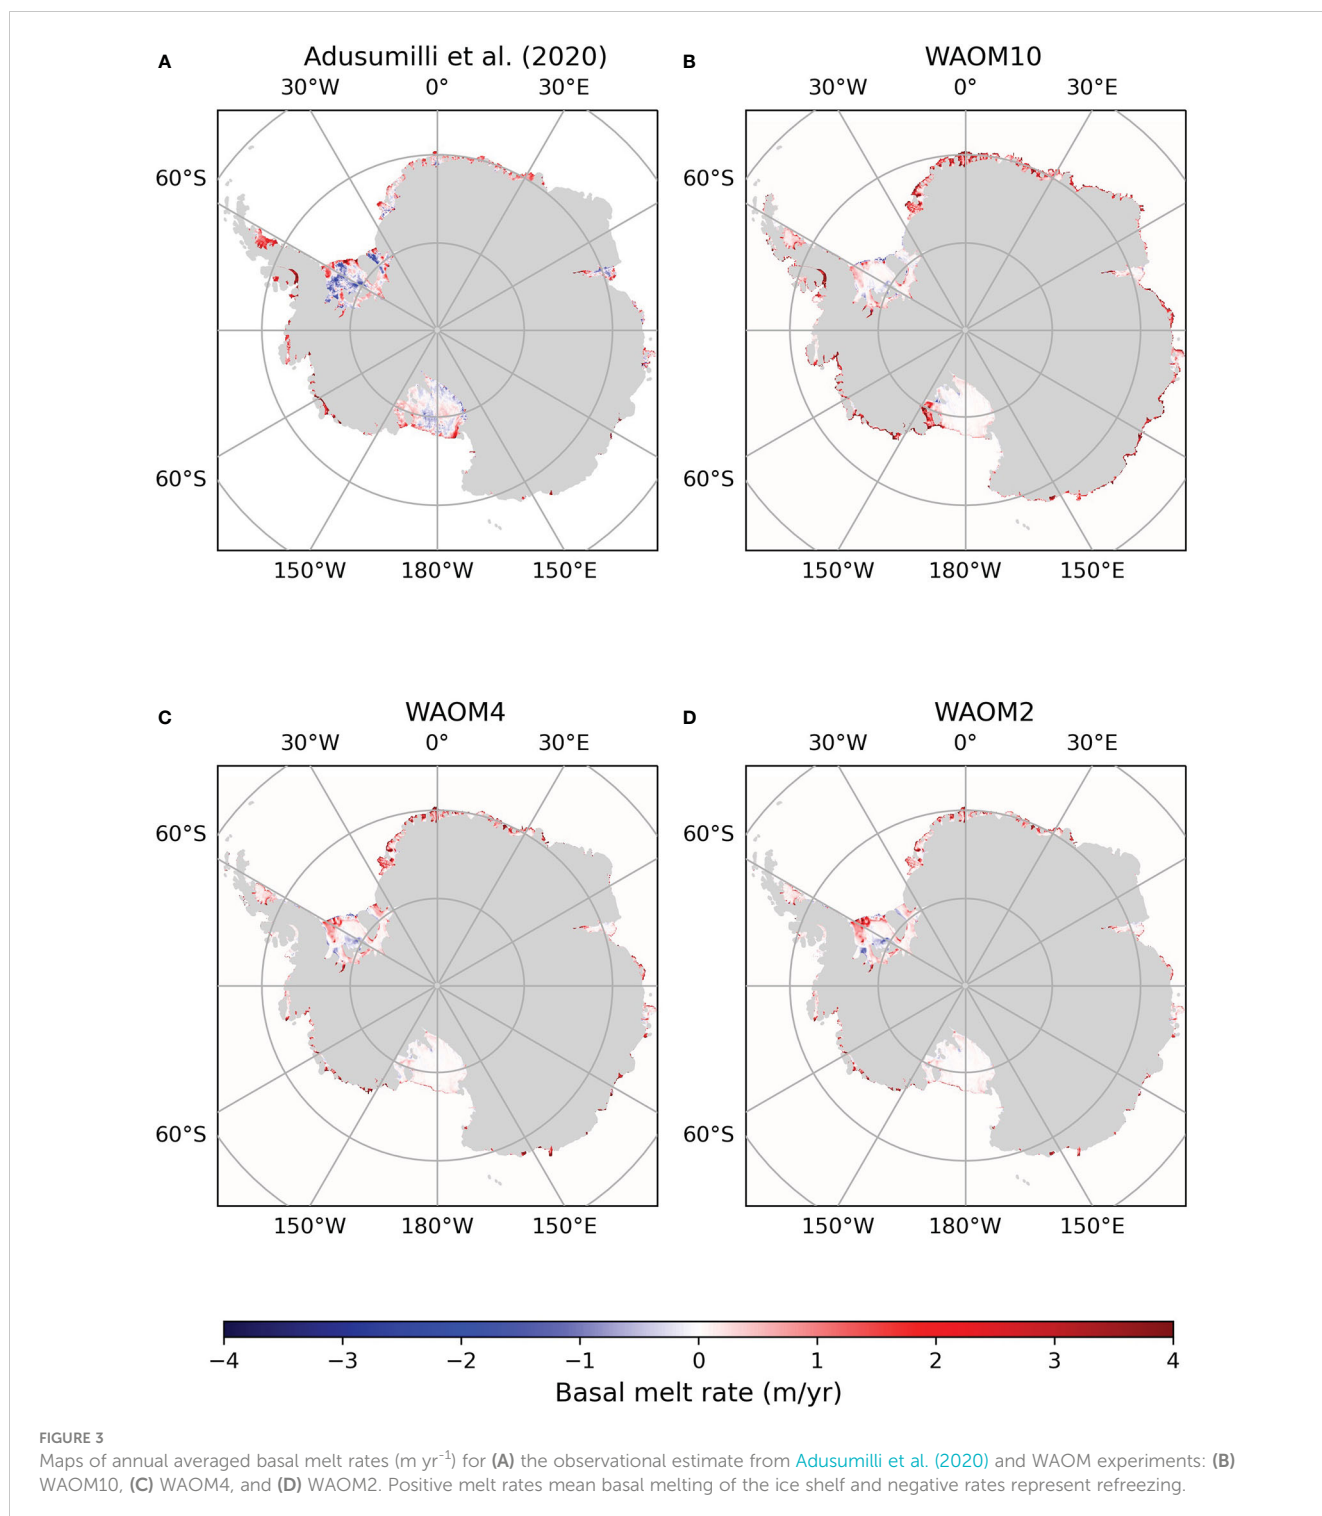 A
Adusumilli et al. (2020)
30°W 0° 30°E
60°S
60°S
150°W 180°W 150°E
B
WAOM10
30°W 0° 30°E
60°S
60°S
150°W 180°W 150°E
C
WAOM4
30°W 0° 30°E
60°S
60°S
150°W 180°W 150°E
D
WAOM2
30°W 0° 30°E
60°S
60°S
150°W 180°W 150°E
−4 −3 −2 −1 0 1 2 3 4
Basal melt rate (m/yr)
FIGURE 3
Maps of annual averaged basal melt rates (m yr⁻¹) for (A) the observational estimate from Adusumilli et al. (2020) and WAOM experiments: (B)
WAOM10, (C) WAOM4, and (D) WAOM2. Positive melt rates mean basal melting of the ice shelf and negative rates represent refreezing.